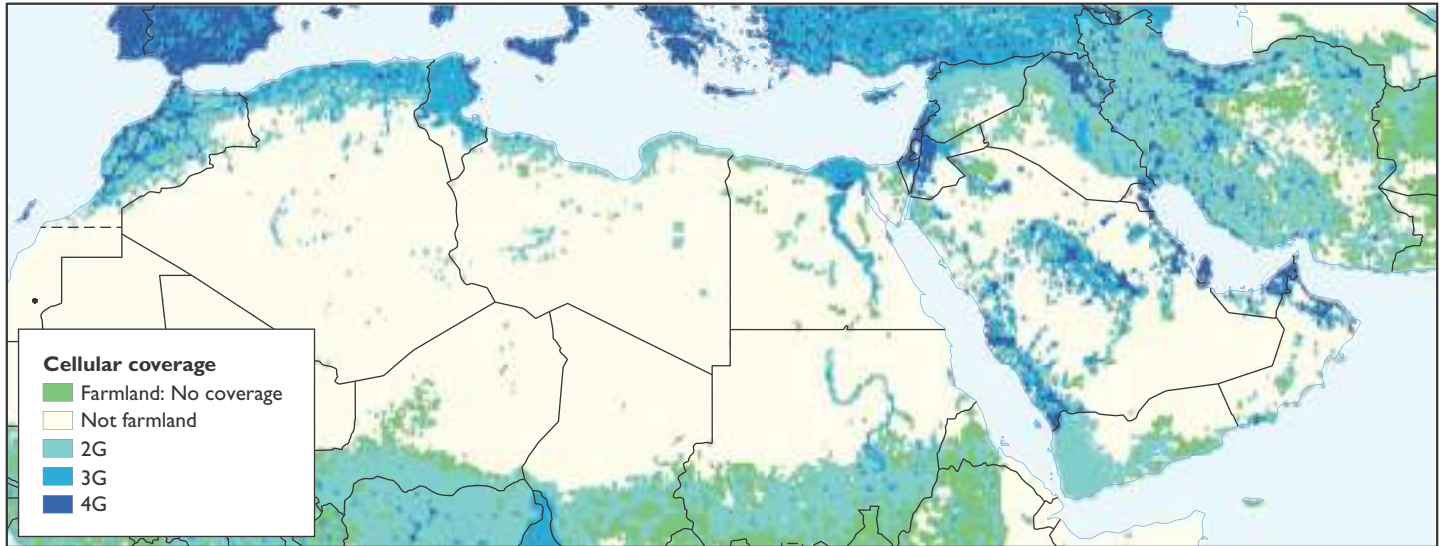 Cellular coverage
Farmland: No coverage
Not farmland
2G
3G
4G